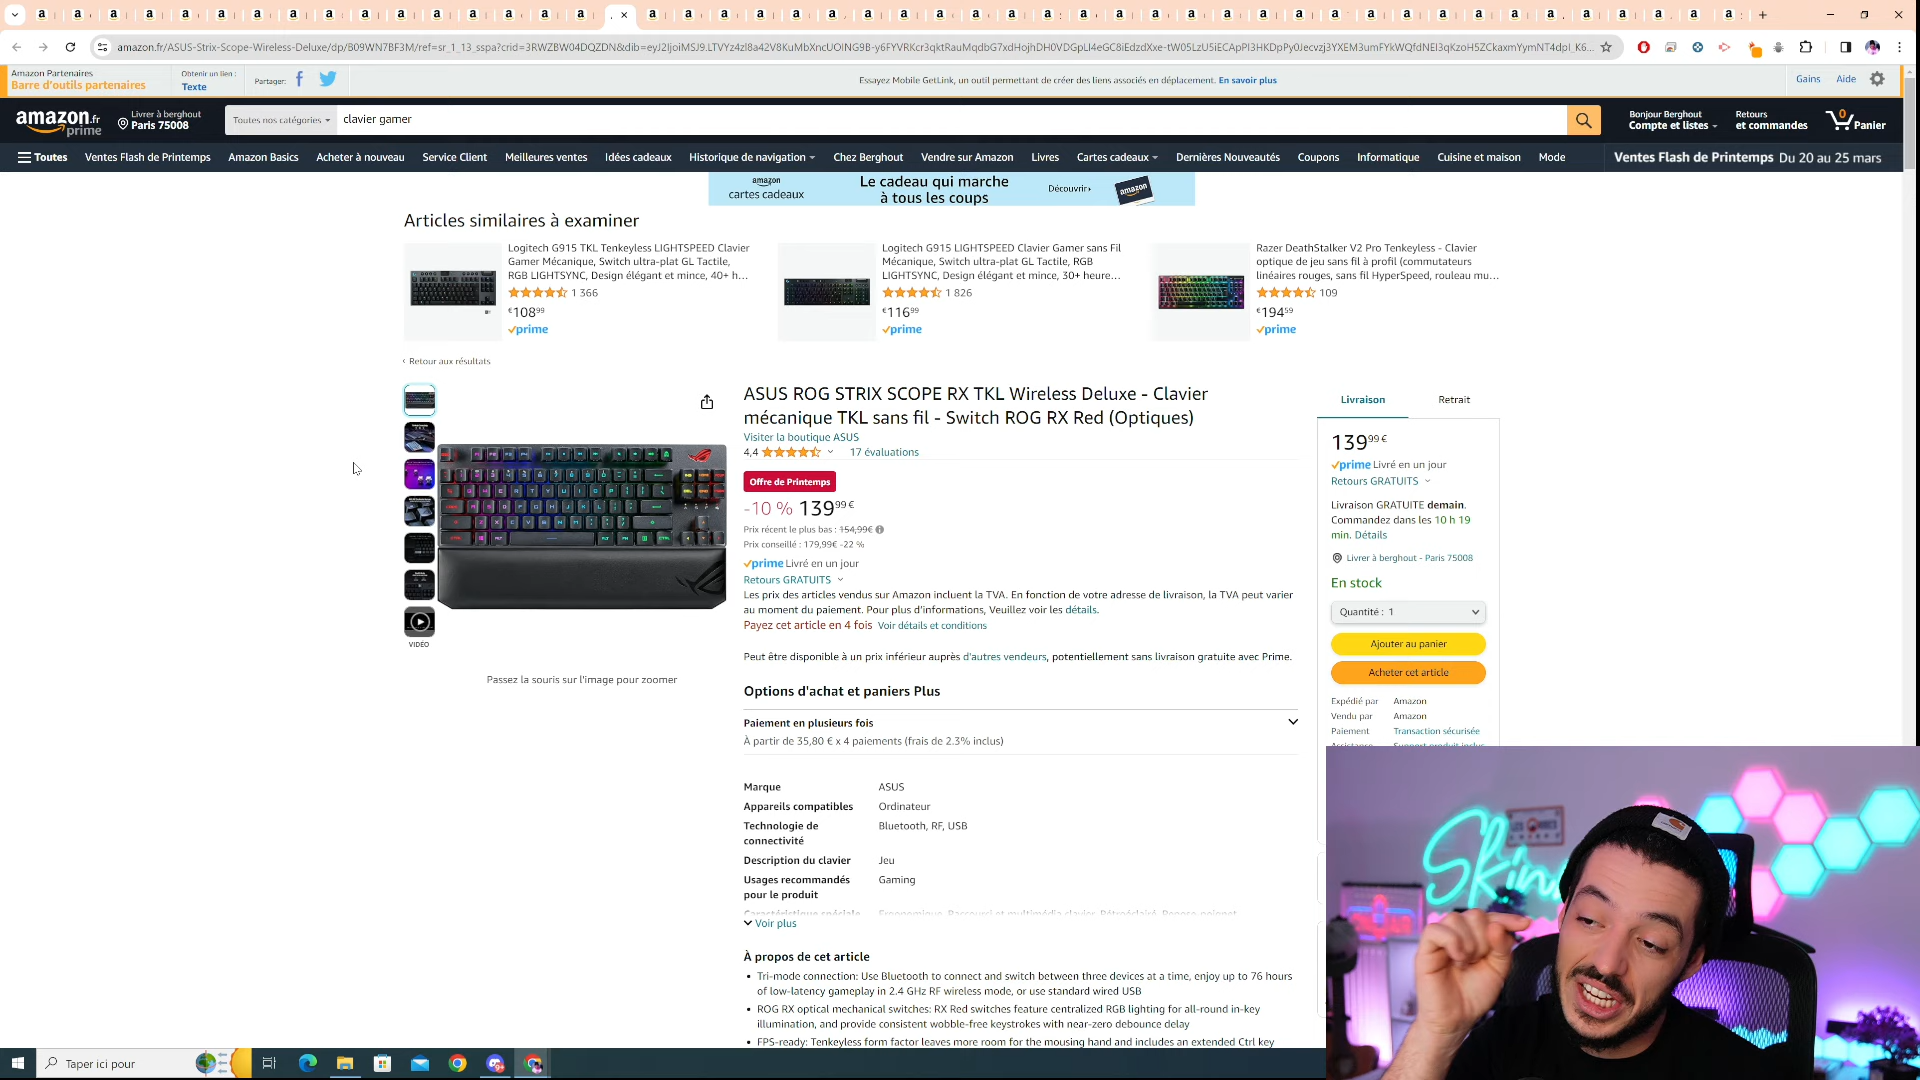 amazon.fr/ASUS-Strix-Scope-Wireless-Deluxe/dp/B09WN7BF3M/ref=sr_1_13_sspa?crid=3RWZBW04DQZDN&dib=
Amazon Partenaires
Barre d'outils partenaires
Obtenir un lien :
Texte
Partager:
Essayez Mobile GetLink, un outil permettant de créer des liens associés en déplacement. En savoir plus
Gains
Aide
amazon.fr
prime
Livrer à berghout
Paris 75008
Toutes nos catégories
clavier gamer
Bonjour Berghout
Compte et listes
Retours
et commandes
0
Panier
Toutes
Ventes Flash de Printemps
Amazon Basics
Acheter à nouveau
Service Client
Meilleures ventes
Idées cadeaux
Historique de navigation
Chez Berghout
Vendre sur Amazon
Livres
Cartes cadeaux
Dernières Nouveautés
Coupons
Informatique
Cuisine et maison
Mode
Ventes Flash de Printemps Du 20 au 25 mars
amazon
cartes cadeaux
Le cadeau qui marche
à tous les coups
Découvrir›
amazon
Articles similaires à examiner
Logitech G915 TKL Tenkeyless LIGHTSPEED Clavier
Gamer Mécanique, Switch ultra-plat GL Tactile,
RGB LIGHTSYNC, Design élégant et mince, 40+ h...
1 366
€108⁹⁹
prime
Logitech G915 LIGHTSPEED Clavier Gamer sans Fil
Mécanique, Switch ultra-plat GL Tactile, RGB
LIGHTSYNC, Design élégant et mince, 30+ heure...
1 826
€116⁹⁹
prime
Razer DeathStalker V2 Pro Tenkeyless - Clavier
optique de jeu sans fil à profil (commutateurs
linéaires rouges, sans fil HyperSpeed, rouleau mu...
109
€194⁵⁹
prime
‹ Retour aux résultats
VIDÉO
Passez la souris sur l'image pour zoomer
ASUS ROG STRIX SCOPE RX TKL Wireless Deluxe - Clavier
mécanique TKL sans fil - Switch ROG RX Red (Optiques)
Visiter la boutique ASUS
4,4
17 évaluations
Offre de Printemps
-10 % 139⁹⁹€
Prix récent le plus bas : 154,99€
Prix conseillé : 179,99€ -22 %
prime Livré en un jour
Retours GRATUITS
Les prix des articles vendus sur Amazon incluent la TVA. En fonction de votre adresse de livraison, la TVA peut varier
au moment du paiement. Pour plus d'informations, Veuillez voir les détails.
Payez cet article en 4 fois Voir détails et conditions
Peut être disponible à un prix inférieur auprès d'autres vendeurs, potentiellement sans livraison gratuite avec Prime.
Options d'achat et paniers Plus
Paiement en plusieurs fois
À partir de 35,80 € x 4 paiements (frais de 2.3% inclus)
Marque ASUS
Appareils compatibles Ordinateur
Technologie de Bluetooth, RF, USB
connectivité
Description du clavier Jeu
Usages recommandés Gaming
pour le produit
Voir plus
À propos de cet article
• Tri-mode connection: Use Bluetooth to connect and switch between three devices at a time, enjoy up to 76 hours
of low-latency gameplay in 2.4 GHz RF wireless mode, or use standard wired USB
• ROG RX optical mechanical switches: RX Red switches feature centralized RGB lighting for all-round in-key
illumination, and provide consistent wobble-free keystrokes with near-zero debounce delay
• FPS-ready: Tenkeyless form factor leaves more room for the mousing hand and includes an extended Ctrl key
Livraison
Retrait
139⁹⁹€
prime Livré en un jour
Retours GRATUITS
Livraison GRATUITE demain.
Commandez dans les 10 h 19
min. Détails
Livrer à berghout - Paris 75008
En stock
Quantité : 1
Ajouter au panier
Acheter cet article
Expédié par Amazon
Vendu par Amazon
Paiement Transaction sécurisée
Assistance Support produit inclus
Taper ici pour